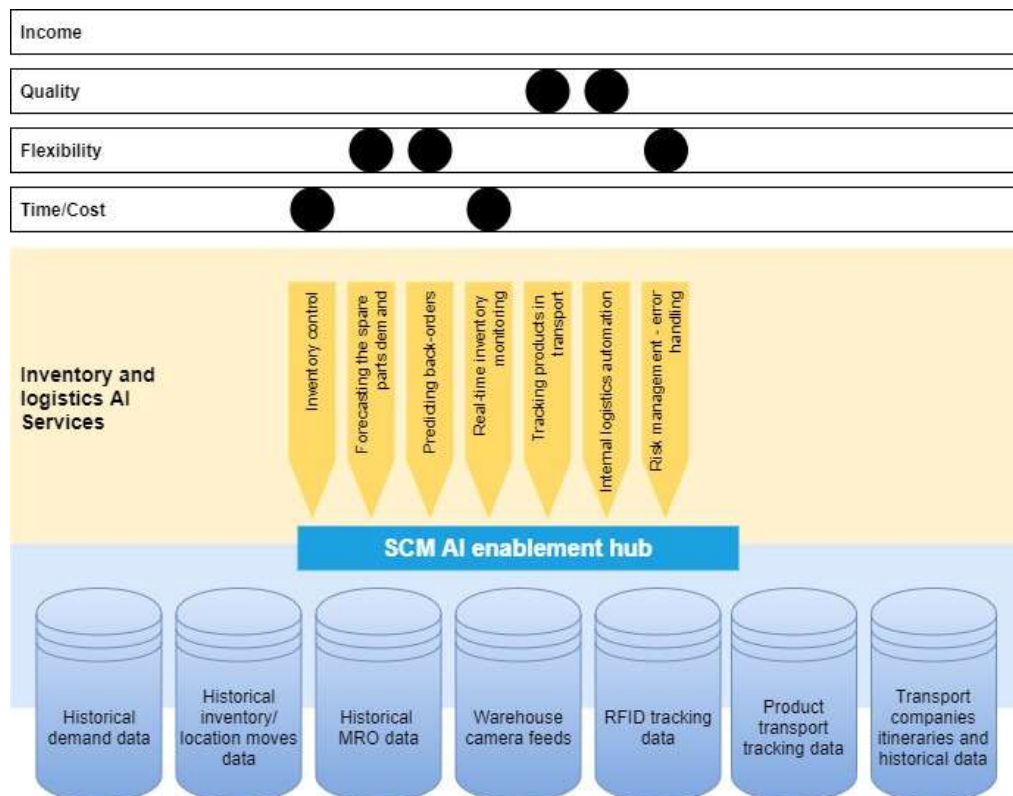 Income
Quality
Flexibility
Time/Cost
Inventory and
logistics AI
Services
Inventory control
Forecasting the spare
parts demand
Prediding back-orders
Real-time inventory
monitoring
Tracking products in
transport
Internal logistics automation
Risk management - error
handling
SCM AI enablement hub
Historical
demand data
Historical
inventory/
location moves
data
Historical
MRO data
Warehouse
camera feeds
RFID tracking
data
Product
transport
tracking data
Transport
companies
itineraries and
historical data